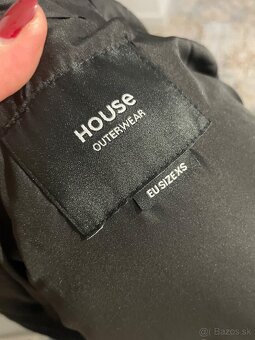 House
OUTERWEAR
EU SIZE XS
Bazos.sk